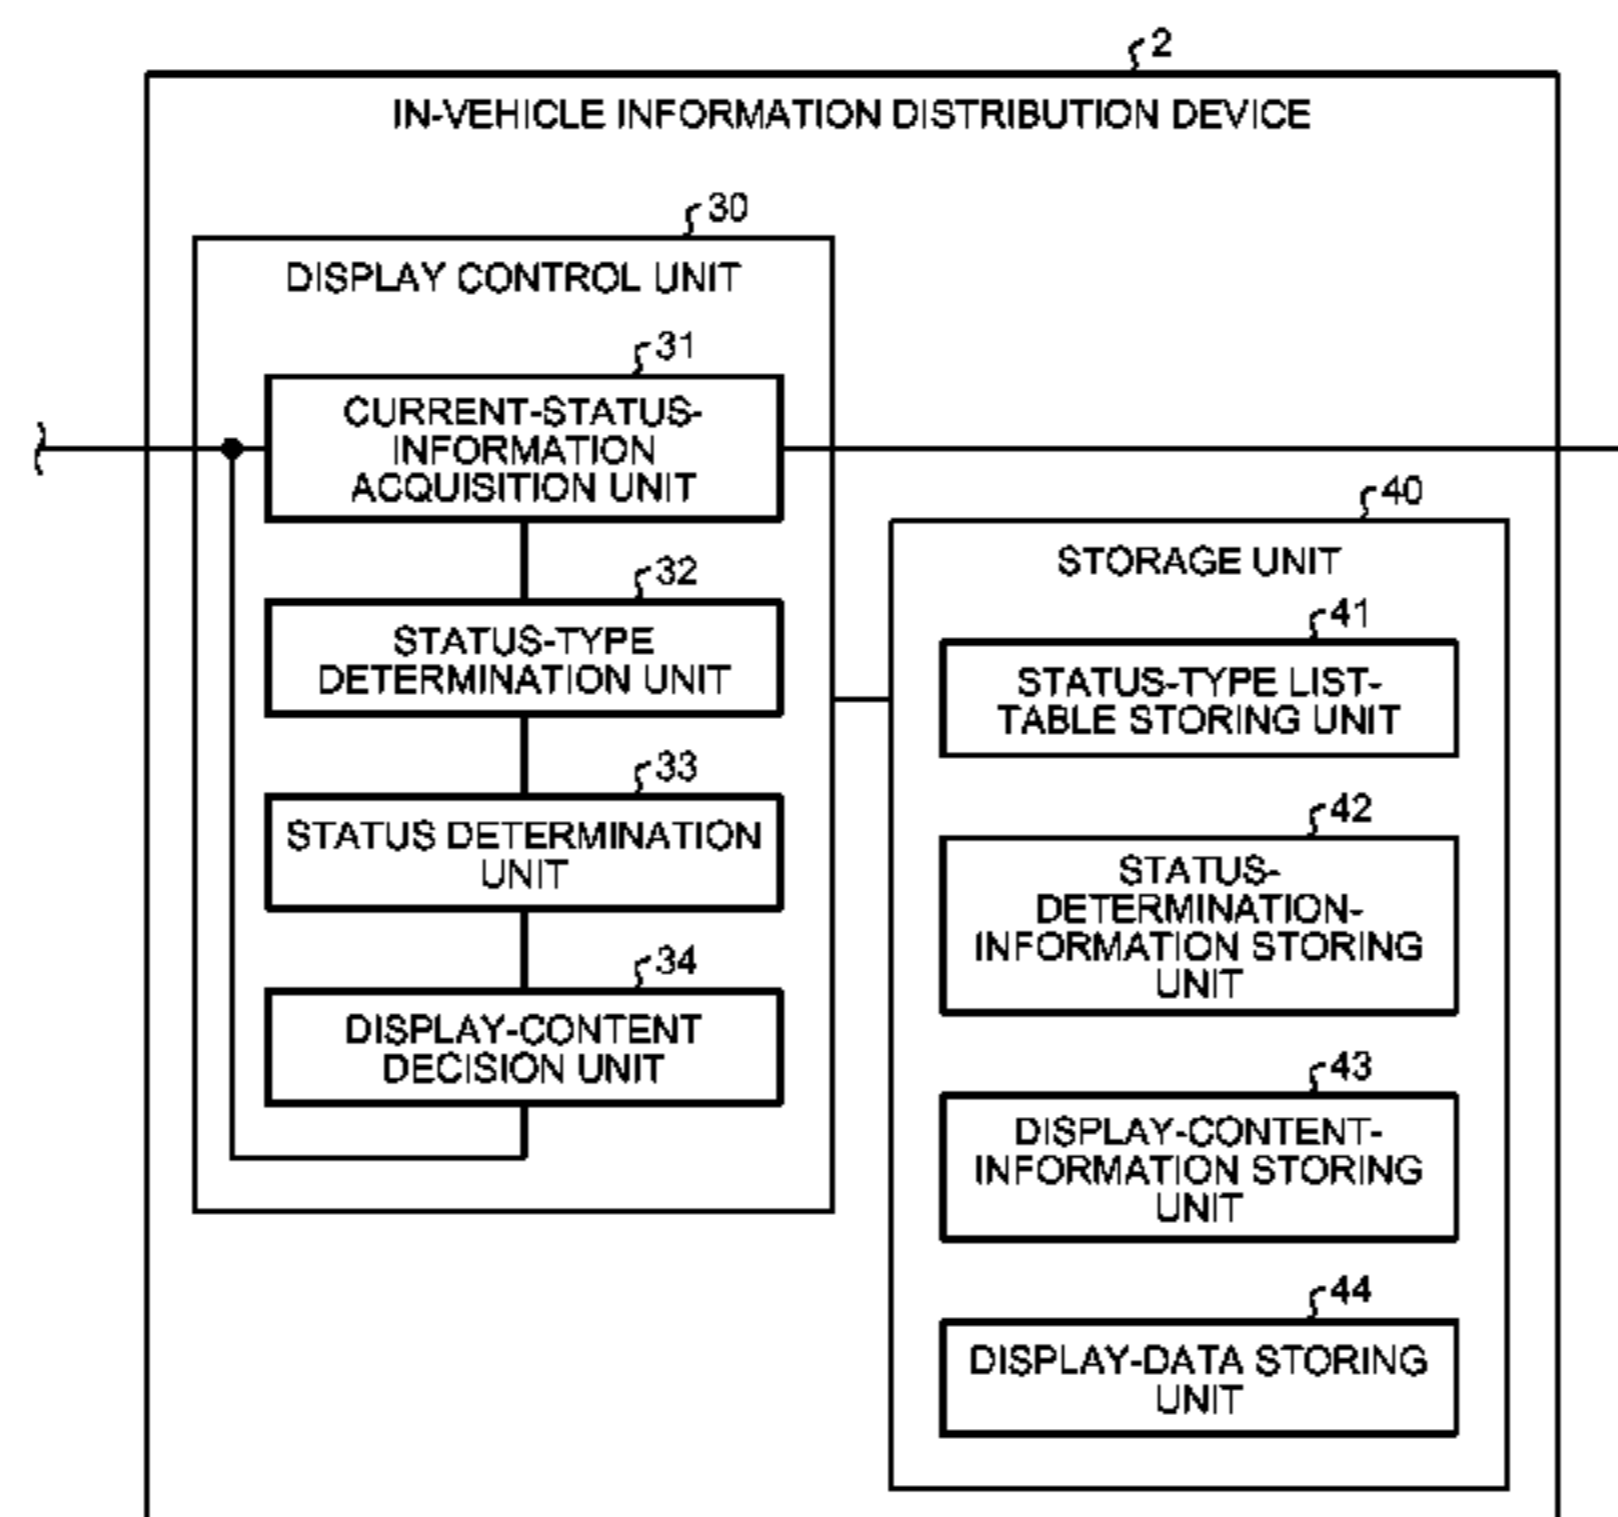 2
IN-VEHICLE INFORMATION DISTRIBUTION DEVICE
30
DISPLAY CONTROL UNIT
31
CURRENT-STATUS-
INFORMATION
ACQUISITION UNIT
32
STATUS-TYPE
DETERMINATION UNIT
33
STATUS DETERMINATION
UNIT
34
DISPLAY-CONTENT
DECISION UNIT
40
STORAGE UNIT
41
STATUS-TYPE LIST-
TABLE STORING UNIT
42
STATUS-
DETERMINATION-
INFORMATION STORING
UNIT
43
DISPLAY-CONTENT-
INFORMATION STORING
UNIT
44
DISPLAY-DATA STORING
UNIT